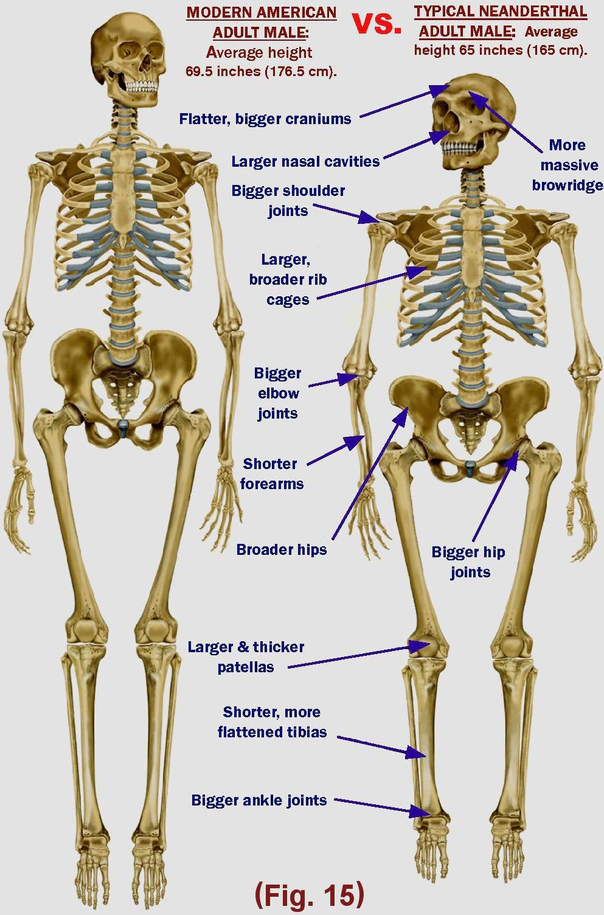 MODERN AMERICAN
ADULT MALE:
Average height
69.5 inches (176.5 cm).
VS.
TYPICAL NEANDERTHAL
ADULT MALE: Average
height 65 inches (165 cm).
Flatter, bigger craniums
More
massive
browridge
Larger nasal cavities
Bigger shoulder
joints
Larger,
broader rib
cages
Bigger
elbow
joints
Shorter
forearms
Broader hips
Bigger hip
joints
Larger & thicker
patellas
Shorter, more
flattened tibias
Bigger ankle joints
(Fig. 15)